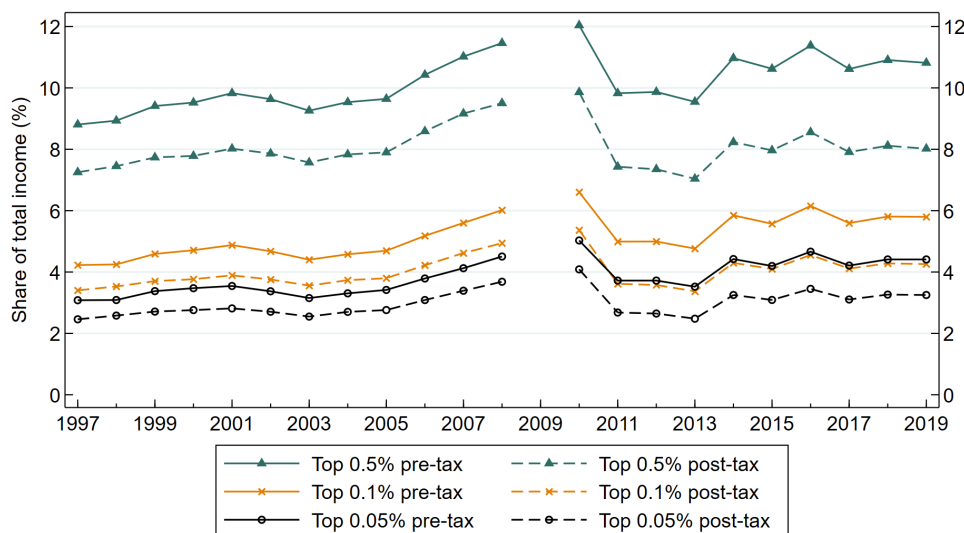 Share of total income (%)
12 12
10 10
8 8
6 6
4 4
2 2
0 0
1997 1999 2001 2003 2005 2007 2009 2011 2013 2015 2017 2019
Top 0.5% pre-tax Top 0.5% post-tax
Top 0.1% pre-tax Top 0.1% post-tax
Top 0.05% pre-tax Top 0.05% post-tax